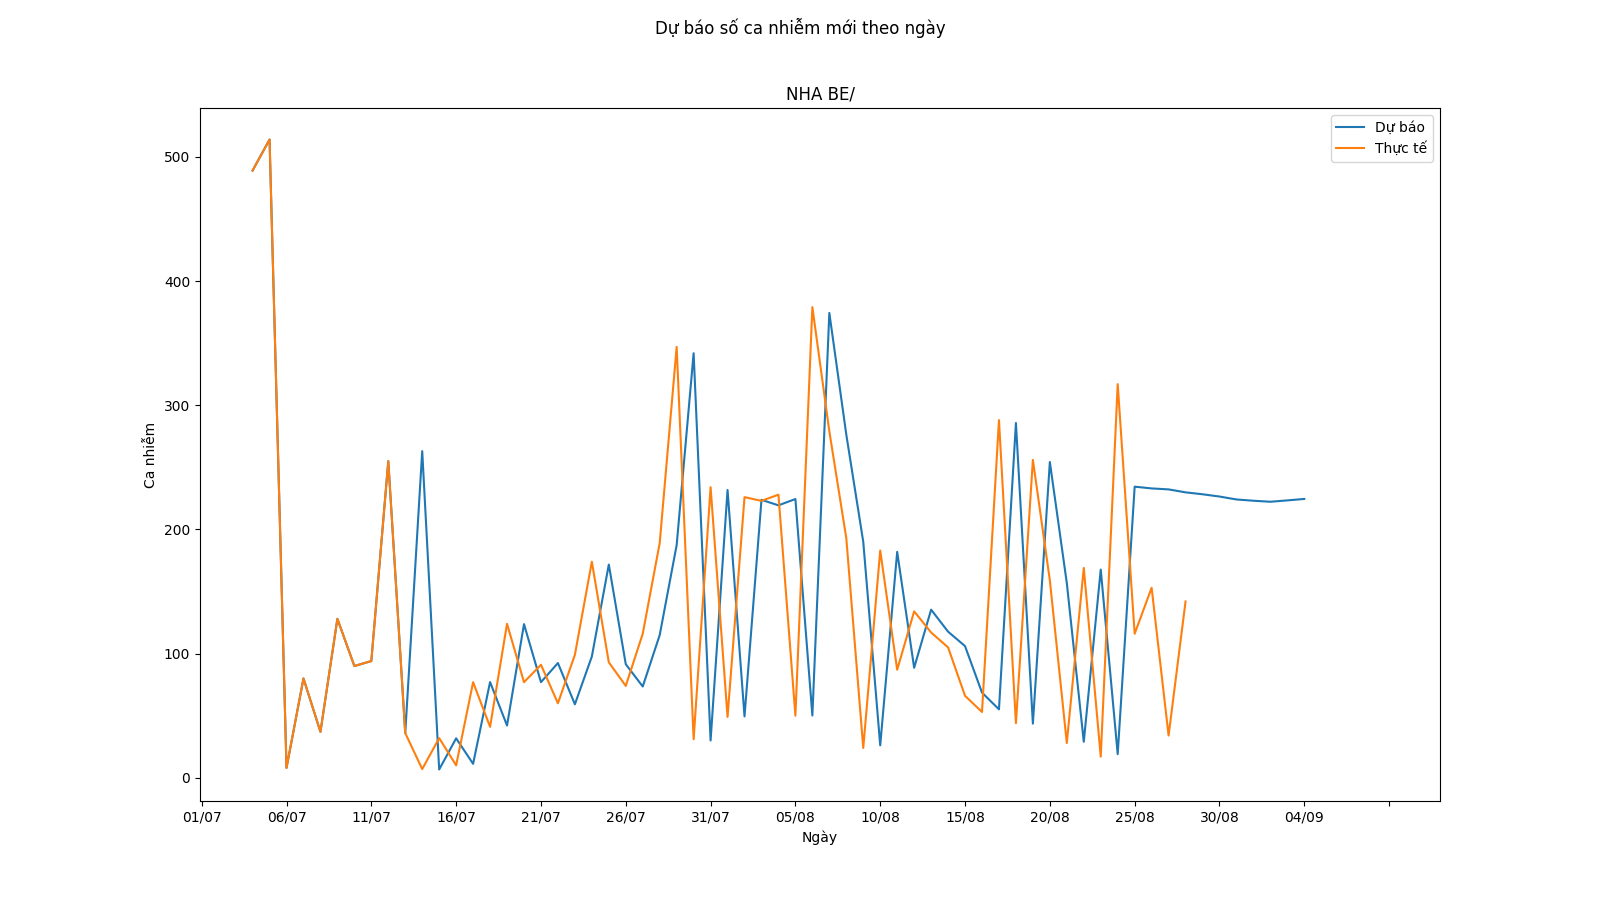 Dự báo số ca nhiễm mới theo ngày
NHA BE/
Dự báo
Thực tế
500
400
300
200
100
0
Ca nhiễm
01/07 06/07 11/07 16/07 21/07 26/07 31/07 05/08 10/08 15/08 20/08 25/08 30/08 04/09
Ngày